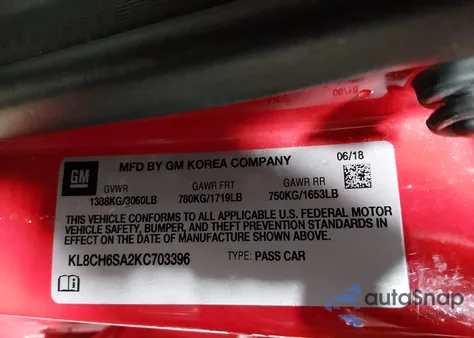 GM
MFD BY GM KOREA COMPANY
06/18
GVWR GAWR FRT GAWR RR
1388KG/3060LB 780KG/1719LB 750KG/1653LB
THIS VEHICLE CONFORMS TO ALL APPLICABLE U.S. FEDERAL MOTOR
VEHICLE SAFETY, BUMPER, AND THEFT PREVENTION STANDARDS IN
EFFECT ON THE DATE OF MANUFACTURE SHOWN ABOVE.
KL8CH6SA2KC703396 TYPE: PASS CAR
autoSnap